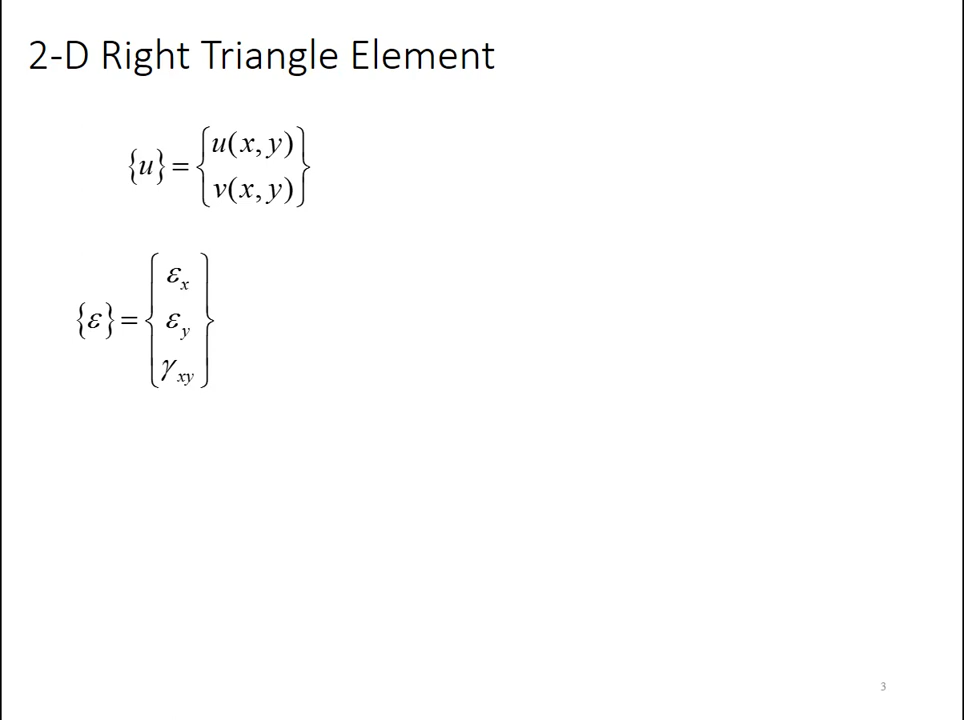 2-D Right Triangle Element
{u} = {u(x, y)
v(x, y)}
{ε} = {ε_x
ε_y
γ_xy}
3